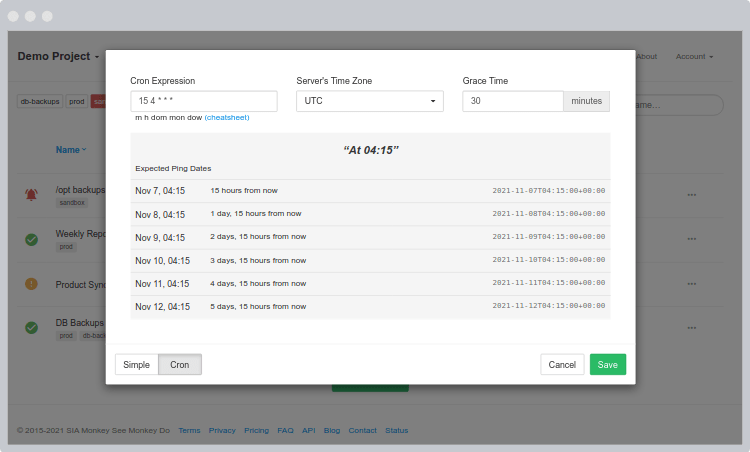 Demo Project
About
Account
Cron Expression
Server's Time Zone
Grace Time
15 4 * * *
UTC
30
minutes
m h dom mon dow (cheatsheet)
db-backups
prod
“At 04:15”
Expected Ping Dates
Nov 7, 04:15 15 hours from now 2021-11-07T04:15:00+00:00
Nov 8, 04:15 1 day, 15 hours from now 2021-11-08T04:15:00+00:00
Nov 9, 04:15 2 days, 15 hours from now 2021-11-09T04:15:00+00:00
Nov 10, 04:15 3 days, 15 hours from now 2021-11-10T04:15:00+00:00
Nov 11, 04:15 4 days, 15 hours from now 2021-11-11T04:15:00+00:00
Nov 12, 04:15 5 days, 15 hours from now 2021-11-12T04:15:00+00:00
Name
/opt backups
sandbox
Weekly Repo
prod
Product Sync
DB Backups
prod
Simple
Cron
Cancel
Save
© 2015-2021 SIA Monkey See Monkey Do Terms Privacy Pricing FAQ API Blog Contact Status